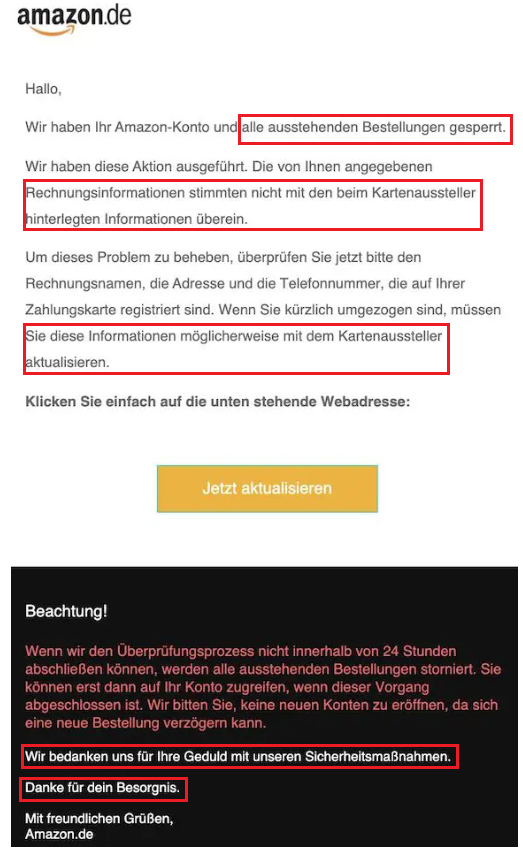 amazon.de
Hallo,
Wir haben Ihr Amazon-Konto und alle ausstehenden Bestellungen gesperrt.
Wir haben diese Aktion ausgeführt. Die von Ihnen angegebenen
Rechnungsinformationen stimmten nicht mit den beim Kartenaussteller
hinterlegten Informationen überein.
Um dieses Problem zu beheben, überprüfen Sie jetzt bitte den
Rechnungsnamen, die Adresse und die Telefonnummer, die auf Ihrer
Zahlungskarte registriert sind. Wenn Sie kürzlich umgezogen sind, müssen
Sie diese Informationen möglicherweise mit dem Kartenaussteller
aktualisieren.
Klicken Sie einfach auf die unten stehende Webadresse:
Jetzt aktualisieren
Beachtung!
Wenn wir den Überprüfungsprozess nicht innerhalb von 24 Stunden
abschließen können, werden alle ausstehenden Bestellungen storniert. Sie
können erst dann auf Ihr Konto zugreifen, wenn dieser Vorgang
abgeschlossen ist. Wir bitten Sie, keine neuen Konten zu eröffnen, da sich
eine neue Bestellung verzögern kann.
Wir bedanken uns für Ihre Geduld mit unseren Sicherheitsmaßnahmen.
Danke für dein Besorgnis.
Mit freundlichen Grüßen,
Amazon.de